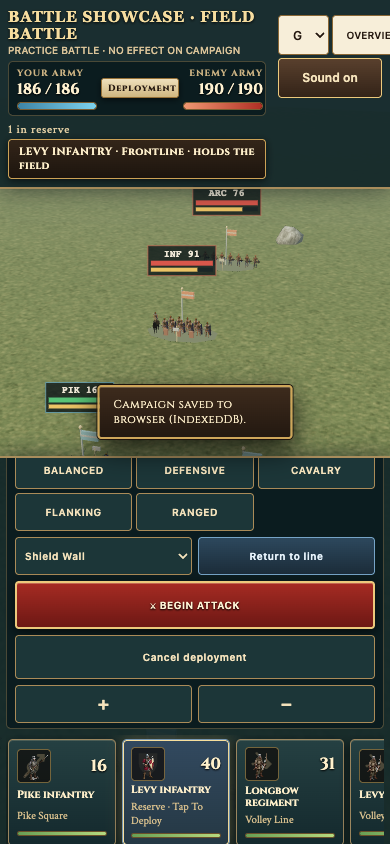 BATTLE SHOWCASE · FIELD
BATTLE
PRACTICE BATTLE · NO EFFECT ON CAMPAIGN
G
OVERVIE
Sound on
YOUR ARMY
186 / 186
DEPLOYMENT
ENEMY ARMY
190 / 190
1 in reserve
LEVY INFANTRY · FRONTLINE · HOLDS THE
FIELD
ARC 76
INF 91
PIK 16
CAMPAIGN SAVED TO
BROWSER (INDEXEDDB).
BALANCED
DEFENSIVE
CAVALRY
FLANKING
RANGED
Shield Wall
Return to line
⚔ BEGIN ATTACK
Cancel deployment
+
−
16
PIKE INFANTRY
Pike Square
40
LEVY INFANTRY
Reserve · Tap To
Deploy
31
LONGBOW
REGIMENT
Volley Line
LEVY
Volley